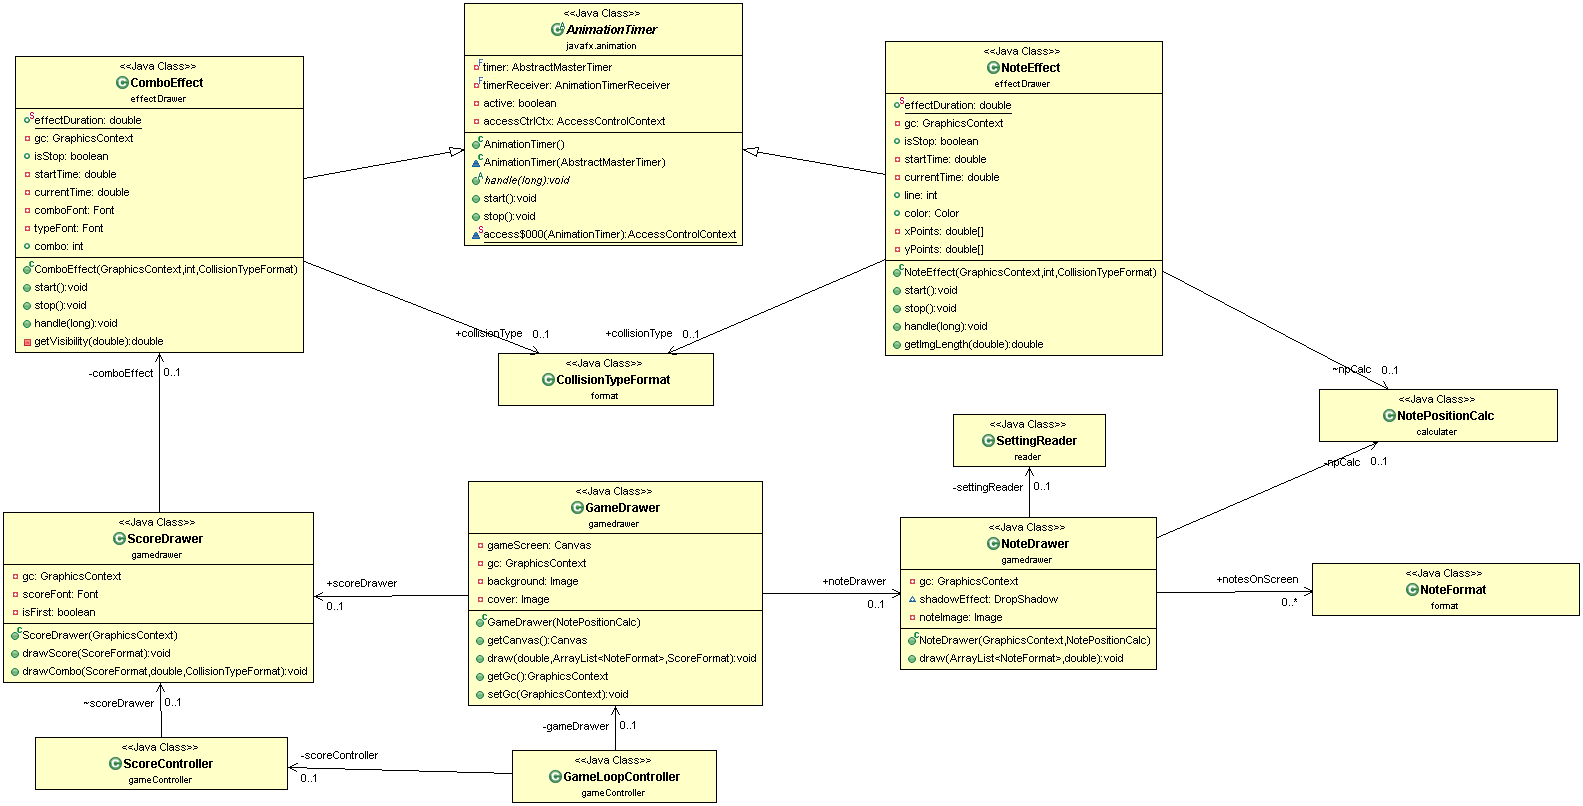 <<Java Class>>
AnimationTimer
javafx.animation
timer: AbstractMasterTimer
timerReceiver: AnimationTimerReceiver
active: boolean
accessCtrlCtx: AccessControlContext
AnimationTimer()
AnimationTimer(AbstractMasterTimer)
handle(long):void
start():void
stop():void
access$000(AnimationTimer):AccessControlContext
<<Java Class>>
ComboEffect
effectDrawer
effectDuration: double
gc: GraphicsContext
isStop: boolean
startTime: double
currentTime: double
comboFont: Font
typeFont: Font
combo: int
ComboEffect(GraphicsContext,int,CollisionTypeFormat)
start():void
stop():void
handle(long):void
getVisibility(double):double
<<Java Class>>
NoteEffect
effectDrawer
effectDuration: double
gc: GraphicsContext
isStop: boolean
startTime: double
currentTime: double
line: int
color: Color
xPoints: double[]
yPoints: double[]
NoteEffect(GraphicsContext,int,CollisionTypeFormat)
start():void
stop():void
handle(long):void
getImgLength(double):double
+collisionType 0..1
+collisionType 0..1
<<Java Class>>
CollisionTypeFormat
format
-comboEffect 0..1
~npCalc 0..1
<<Java Class>>
NotePositionCalc
calculater
-npCalc 0..1
<<Java Class>>
SettingReader
reader
-settingReader 0..1
<<Java Class>>
ScoreDrawer
gamedrawer
gc: GraphicsContext
scoreFont: Font
isFirst: boolean
ScoreDrawer(GraphicsContext)
drawScore(ScoreFormat):void
drawCombo(ScoreFormat,double,CollisionTypeFormat):void
+scoreDrawer
0..1
<<Java Class>>
GameDrawer
gamedrawer
gameScreen: Canvas
gc: GraphicsContext
background: Image
cover: Image
GameDrawer(NotePositionCalc)
getCanvas():Canvas
draw(double,ArrayList<NoteFormat>,ScoreFormat):void
getGc():GraphicsContext
setGc(GraphicsContext):void
+noteDrawer
0..1
<<Java Class>>
NoteDrawer
gamedrawer
gc: GraphicsContext
shadowEffect: DropShadow
noteImage: Image
NoteDrawer(GraphicsContext,NotePositionCalc)
draw(ArrayList<NoteFormat>,double):void
+notesOnScreen
0..*
<<Java Class>>
NoteFormat
format
~scoreDrawer 0..1
-gameDrawer 0..1
<<Java Class>>
ScoreController
gameController
-scoreController
0..1
<<Java Class>>
GameLoopController
gameController